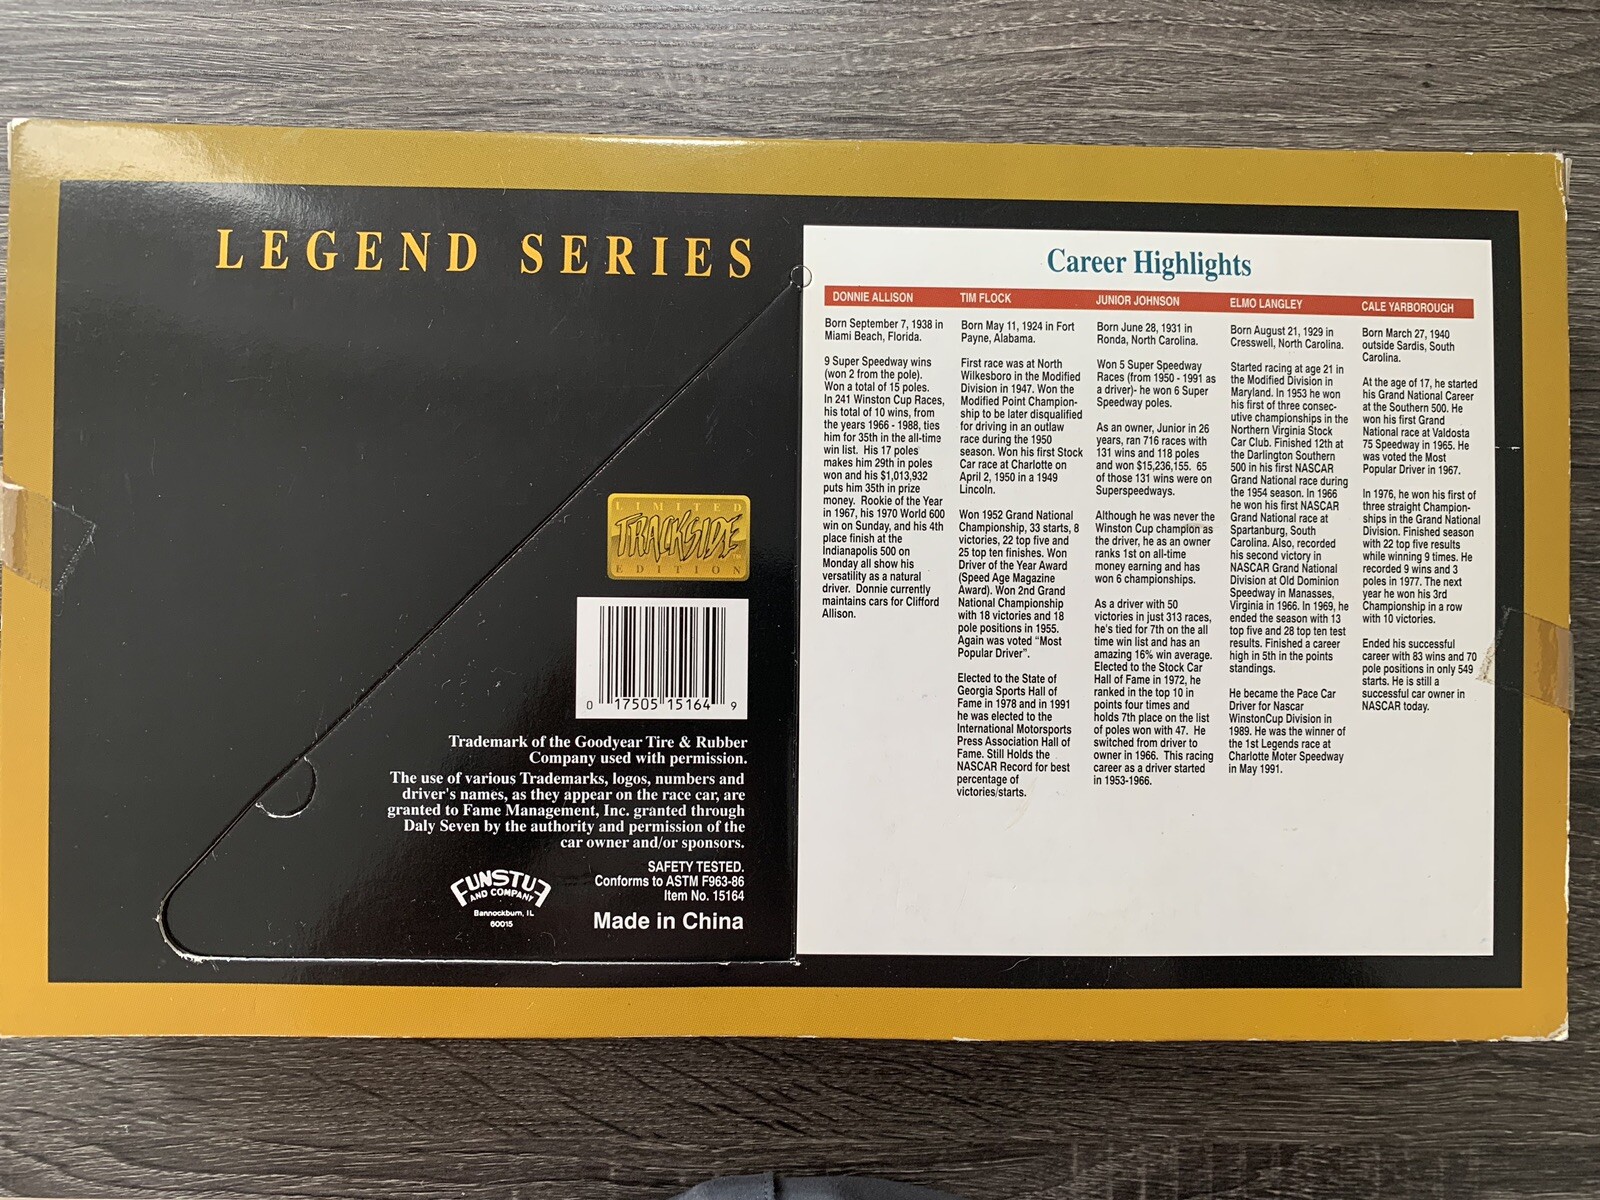 LEGEND SERIES
LIMITED
TRACKSIDE
EDITION
0 17505 15164 9
Trademark of the Goodyear Tire & Rubber
Company used with permission.
The use of various Trademarks, logos, numbers and
driver's names, as they appear on the race car, are
granted to Fame Management, Inc. granted through
Daly Seven by the authority and permission of the
car owner and/or sponsors.
SAFETY TESTED.
Conforms to ASTM F963-86
Item No. 15164
Made in China
FUNSTUF
AND COMPANY
Bannockburn, IL
60015
Career Highlights
DONNIE ALLISON
Born September 7, 1938 in
Miami Beach, Florida.
9 Super Speedway wins
(won 2 from the pole).
Won a total of 15 poles.
In 241 Winston Cup Races,
his total of 10 wins, from
the years 1966 - 1988, ties
him for 35th in the all-time
win list. His 17 poles
makes him 29th in poles
won and his $1,013,932
puts him 35th in prize
money. Rookie of the Year
in 1967, his 1970 World 600
win on Sunday, and his 4th
place finish at the
Indianapolis 500 on
Monday all show his
versatility as a natural
driver. Donnie currently
maintains cars for Clifford
Allison.
TIM FLOCK
Born May 11, 1924 in Fort
Payne, Alabama.
First race was at North
Wilkesboro in the Modified
Division in 1947. Won the
Modified Point Champion-
ship to be later disqualified
for driving in an outlaw
race during the 1950
season. Won his first Stock
Car race at Charlotte on
April 2, 1950 in a 1949
Lincoln.
Won 1952 Grand National
Championship, 33 starts, 8
victories, 22 top five and
25 top ten finishes. Won
Driver of the Year Award
(Speed Age Magazine
Award). Won 2nd Grand
National Championship
with 18 victories and 18
pole positions in 1955.
Again was voted "Most
Popular Driver".
Elected to the State of
Georgia Sports Hall of
Fame in 1978 and in 1991
he was elected to the
International Motorsports
Press Association Hall of
Fame. Still Holds the
NASCAR Record for best
percentage of
victories/starts.
JUNIOR JOHNSON
Born June 28, 1931 in
Ronda, North Carolina.
Won 5 Super Speedway
Races (from 1950 - 1991 as
a driver)- he won 6 Super
Speedway poles.
As an owner, Junior in 26
years, ran 716 races with
131 wins and 118 poles
and won $15,236,155. 65
of those 131 wins were on
Superspeedways.
Although he was never the
Winston Cup champion as
the driver, he as an owner
ranks 1st on all-time
money earning and has
won 6 championships.
As a driver with 50
victories in just 313 races,
he's tied for 7th on the all
time win list and has an
amazing 16% win average.
Elected to the Stock Car
Hall of Fame in 1972, he
ranked in the top 10 in
points four times and
holds 7th place on the list
of poles won with 47. He
switched from driver to
owner in 1966. This racing
career as a driver started
in 1953-1966.
ELMO LANGLEY
Born August 21, 1929 in
Cresswell, North Carolina.
Started racing at age 21 in
the Modified Division in
Maryland. In 1953 he won
his first of three consec-
utive championships in the
Northern Virginia Stock
Car Club. Finished 12th at
the Darlington Southern
500 in his first NASCAR
Grand National race during
the 1954 season. In 1966
he won his first NASCAR
Grand National race at
Spartanburg, South
Carolina. Also, recorded
his second victory in
NASCAR Grand National
Division at Old Dominion
Speedway in Manasses,
Virginia in 1966. In 1969, he
ended the season with 13
top five and 28 top ten test
results. Finished a career
high in 5th in the points
standings.
He became the Pace Car
Driver for Nascar
WinstonCup Division in
1989. He was the winner of
the 1st Legends race at
Charlotte Moter Speedway
in May 1991.
CALE YARBOROUGH
Born March 27, 1940
outside Sardis, South
Carolina.
At the age of 17, he started
his Grand National Career
at the Southern 500. He
won his first Grand
National race at Valdosta
75 Speedway in 1965. He
was voted the Most
Popular Driver in 1967.
In 1976, he won his first of
three straight Champion-
ships in the Grand National
Division. Finished season
with 22 top five results
while winning 9 times. He
recorded 9 wins and 3
poles in 1977. The next
year he won his 3rd
Championship in a row
with 10 victories.
Ended his successful
career with 83 wins and 70
pole positions in only 549
starts. He is still a
successful car owner in
NASCAR today.